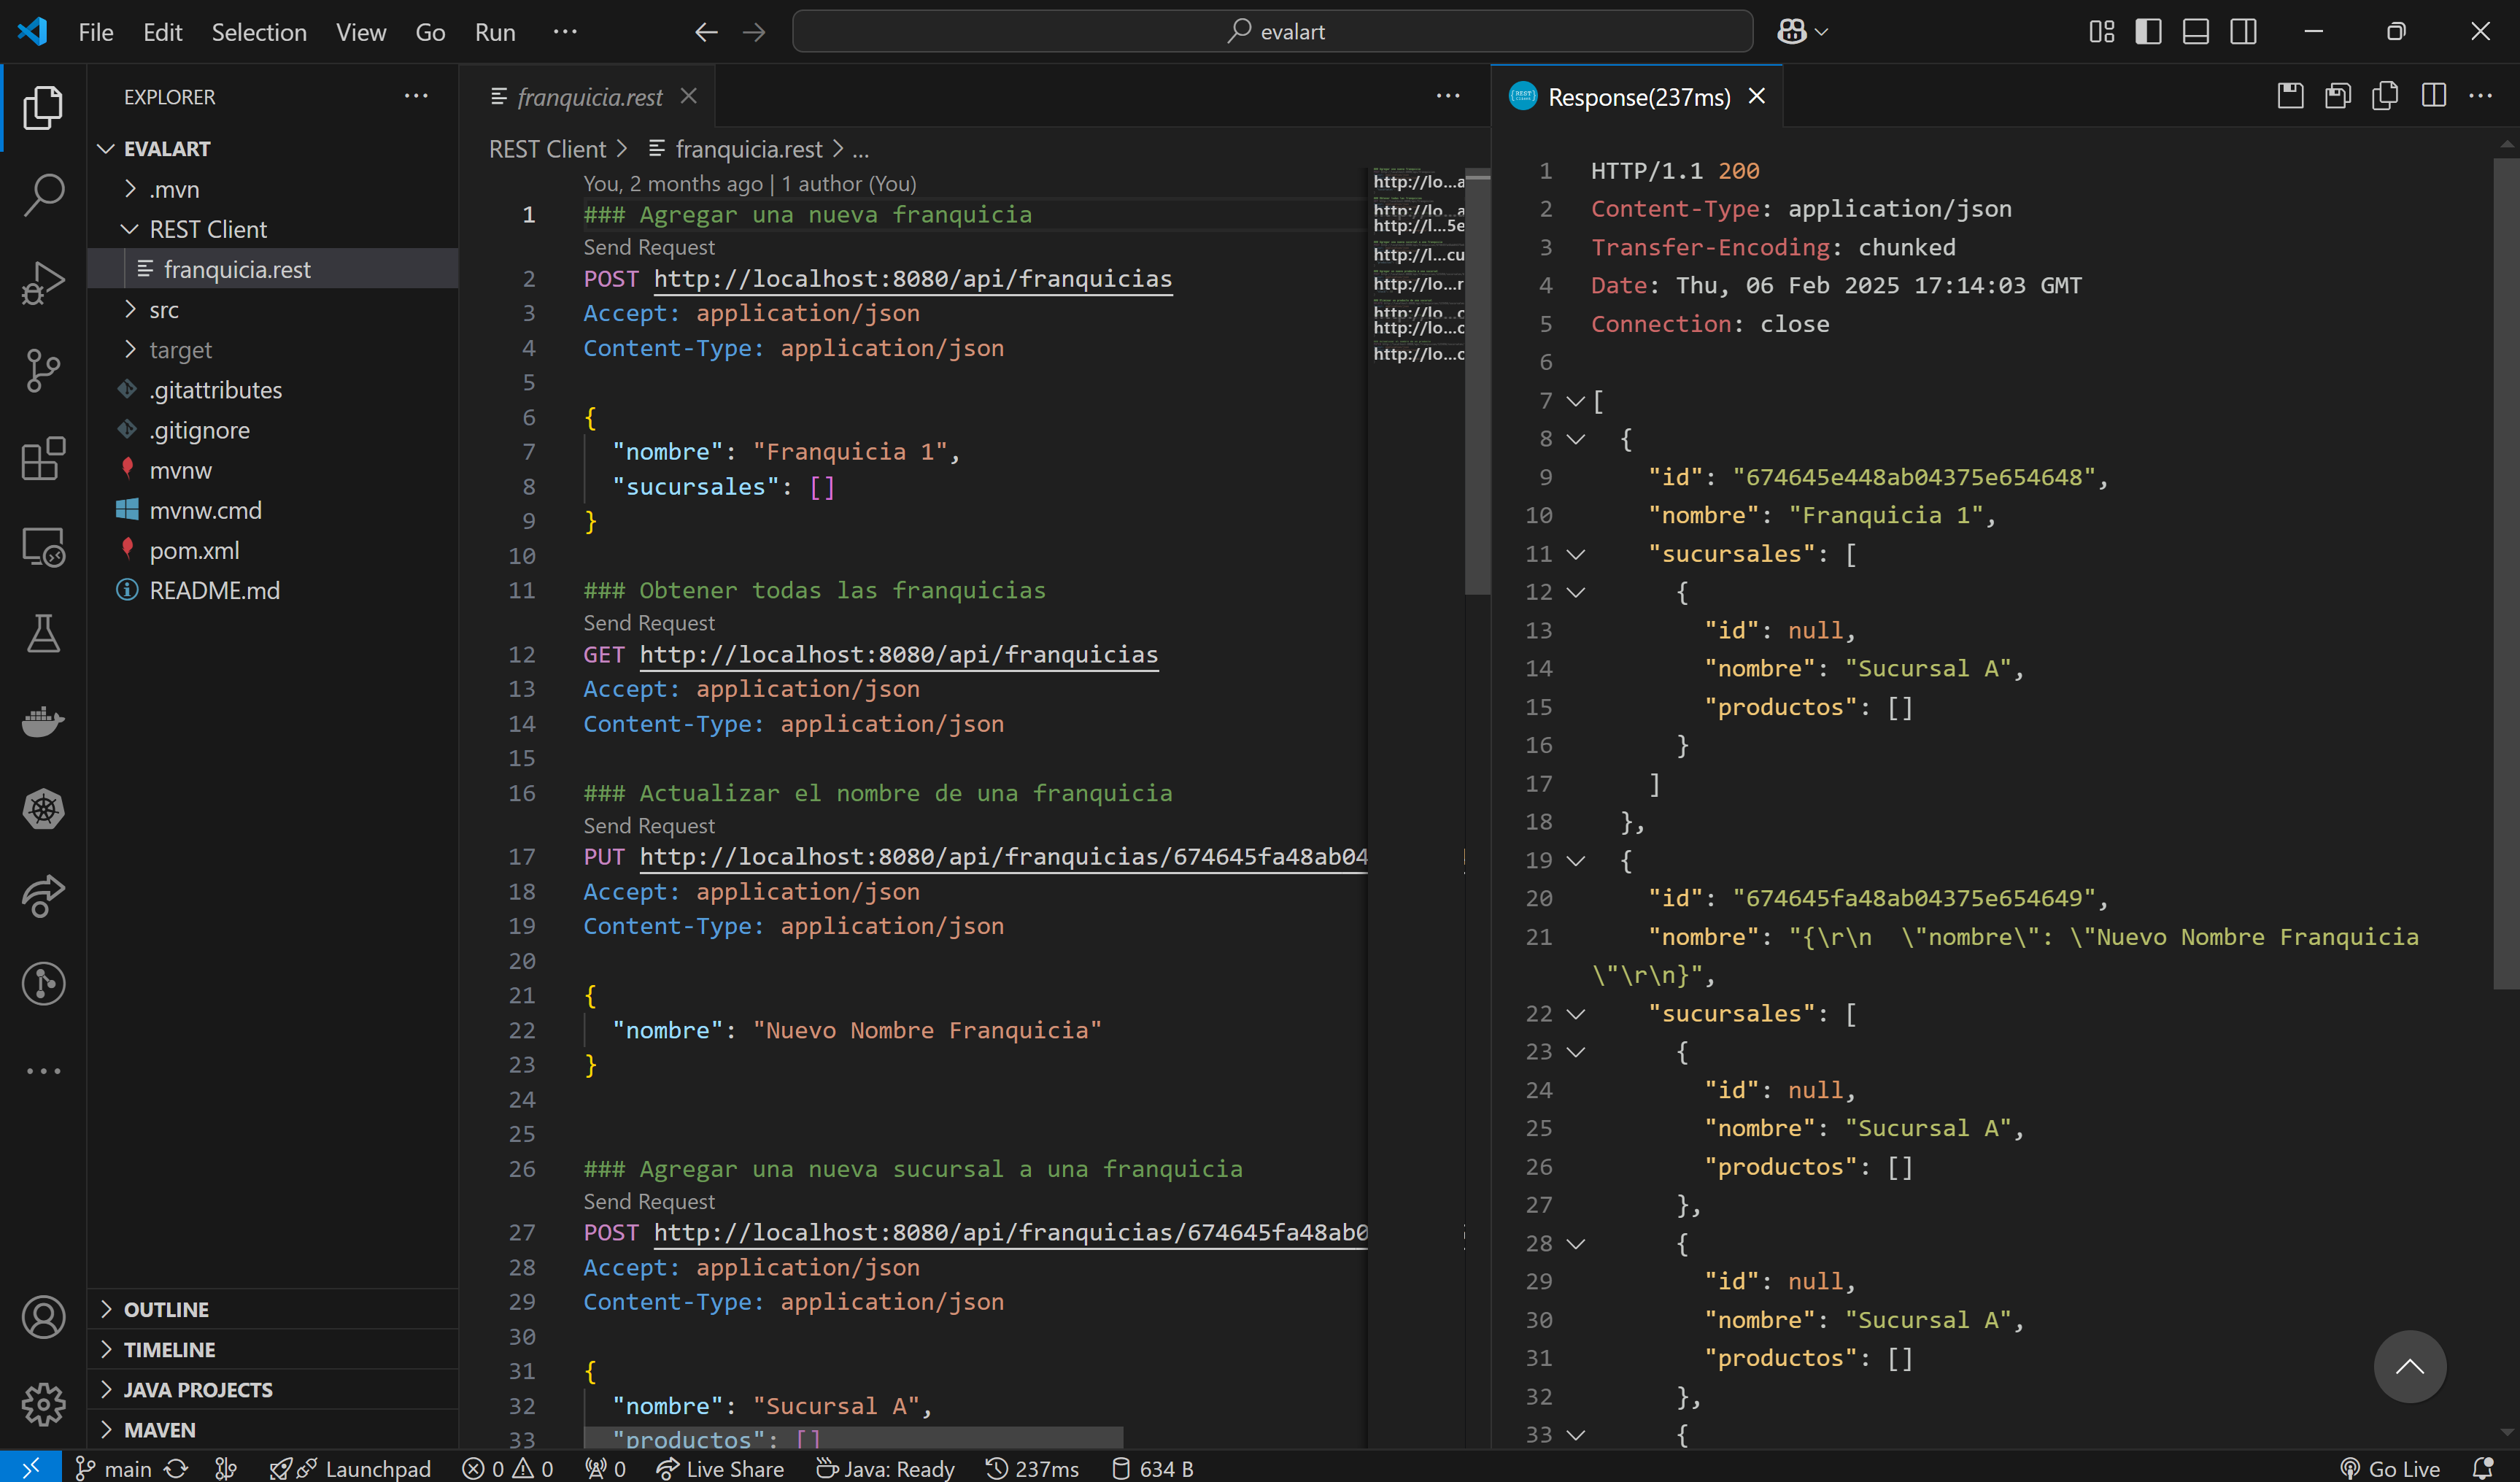 File Edit Selection View Go Run ···
evalart
EXPLORER ···
EVALART
.mvn
REST Client
franquicia.rest
src
target
.gitattributes
.gitignore
mvnw
mvnw.cmd
pom.xml
README.md
OUTLINE
TIMELINE
JAVA PROJECTS
MAVEN
franquicia.rest
REST Client > franquicia.rest > ...
You, 2 months ago | 1 author (You)
1 ### Agregar una nueva franquicia
Send Request
2 POST http://localhost:8080/api/franquicias
3 Accept: application/json
4 Content-Type: application/json
5
6 {
7 "nombre": "Franquicia 1",
8 "sucursales": []
9 }
10
11 ### Obtener todas las franquicias
Send Request
12 GET http://localhost:8080/api/franquicias
13 Accept: application/json
14 Content-Type: application/json
15
16 ### Actualizar el nombre de una franquicia
Send Request
17 PUT http://localhost:8080/api/franquicias/674645fa48ab04
18 Accept: application/json
19 Content-Type: application/json
20
21 {
22 "nombre": "Nuevo Nombre Franquicia"
23 }
24
25
26 ### Agregar una nueva sucursal a una franquicia
Send Request
27 POST http://localhost:8080/api/franquicias/674645fa48ab0
28 Accept: application/json
29 Content-Type: application/json
30
31 {
32 "nombre": "Sucursal A",
33 "productos": []
http://lo...a
http://lo...a
http://l...5e
http://l...cu
http://lo...r
http://lo...c
http://lo...c
http://lo...c
Response(237ms)
1 HTTP/1.1 200
2 Content-Type: application/json
3 Transfer-Encoding: chunked
4 Date: Thu, 06 Feb 2025 17:14:03 GMT
5 Connection: close
6
7 [
8 {
9 "id": "674645e448ab04375e654648",
10 "nombre": "Franquicia 1",
11 "sucursales": [
12 {
13 "id": null,
14 "nombre": "Sucursal A",
15 "productos": []
16 }
17 ]
18 },
19 {
20 "id": "674645fa48ab04375e654649",
21 "nombre": "{\r\n  \"nombre\": \"Nuevo Nombre Franquicia
\"\r\n}",
22 "sucursales": [
23 {
24 "id": null,
25 "nombre": "Sucursal A",
26 "productos": []
27 },
28 {
29 "id": null,
30 "nombre": "Sucursal A",
31 "productos": []
32 },
33 {
main Launchpad 0 0 0 Live Share Java: Ready 237ms 634 B Go Live